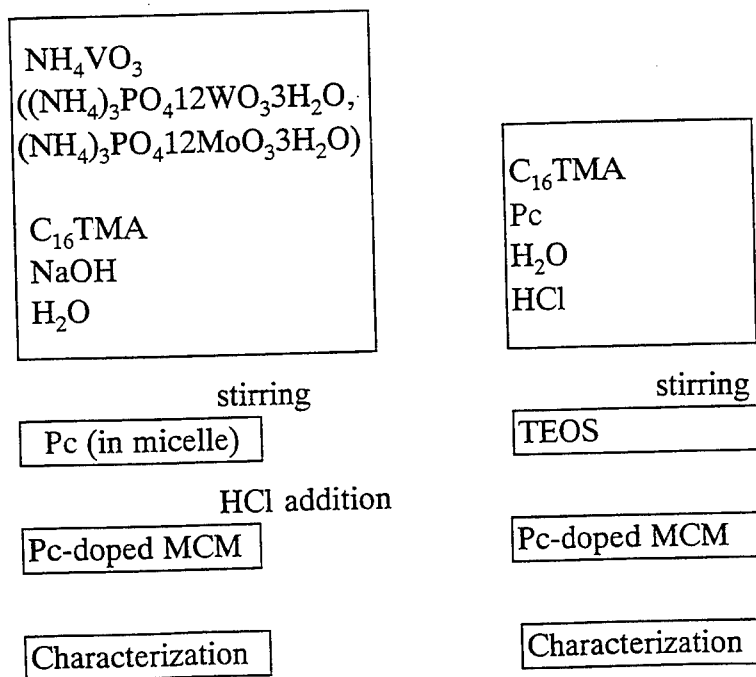 NH₄VO₃
((NH₄)₃PO₄12WO₃3H₂O,
(NH₄)₃PO₄12MoO₃3H₂O)
C₁₆TMA
NaOH
H₂O
stirring
Pc (in micelle)
HCl addition
Pc-doped MCM
Characterization
C₁₆TMA
Pc
H₂O
HCl
stirring
TEOS
Pc-doped MCM
Characterization